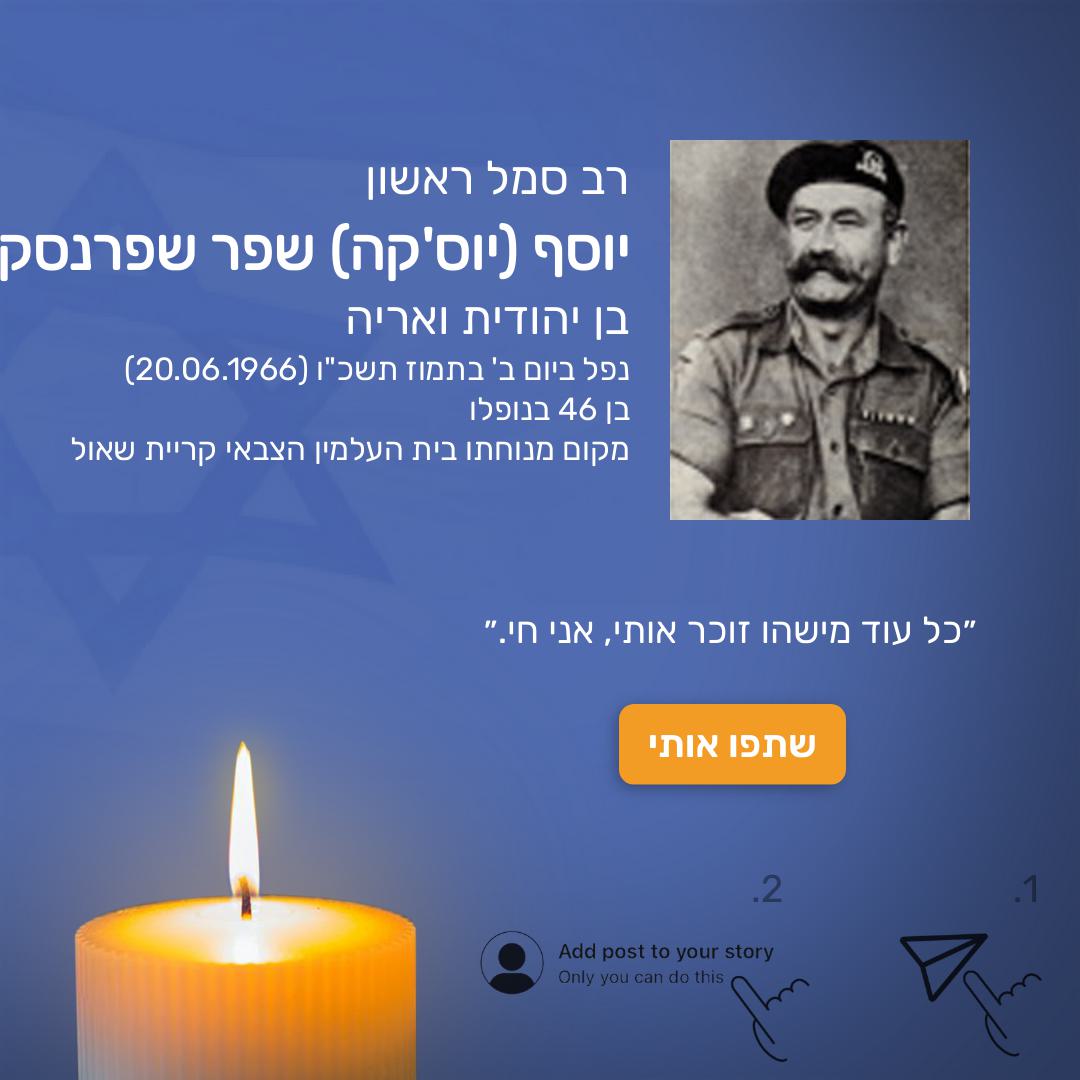 רב סמל ראשון
יוסף (יוס'קה) שפר שפרנסק
בן יהודית ואריה
נפל ביום ב' בתמוז תשכ"ו (20.06.1966)
בן 46 בנופלו
מקום מנוחתו בית העלמין הצבאי קריית שאול
״כל עוד מישהו זוכר אותי, אני חי.״
שתפו אותי
.1
.2
Add post to your story
Only you can do this